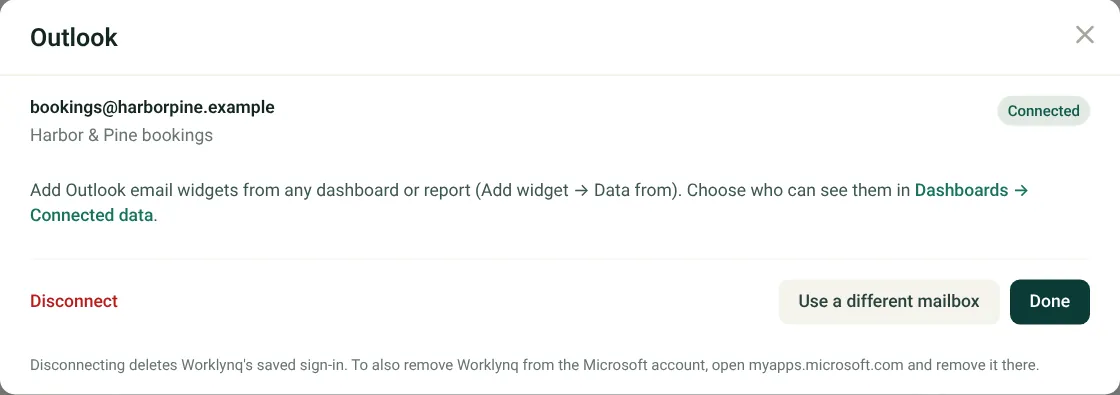 Outlook
bookings@harborpine.example
Connected
Harbor & Pine bookings
Add Outlook email widgets from any dashboard or report (Add widget → Data from). Choose who can see them in Dashboards →
Connected data.
Disconnect
Use a different mailbox
Done
Disconnecting deletes Worklynq's saved sign-in. To also remove Worklynq from the Microsoft account, open myapps.microsoft.com and remove it there.